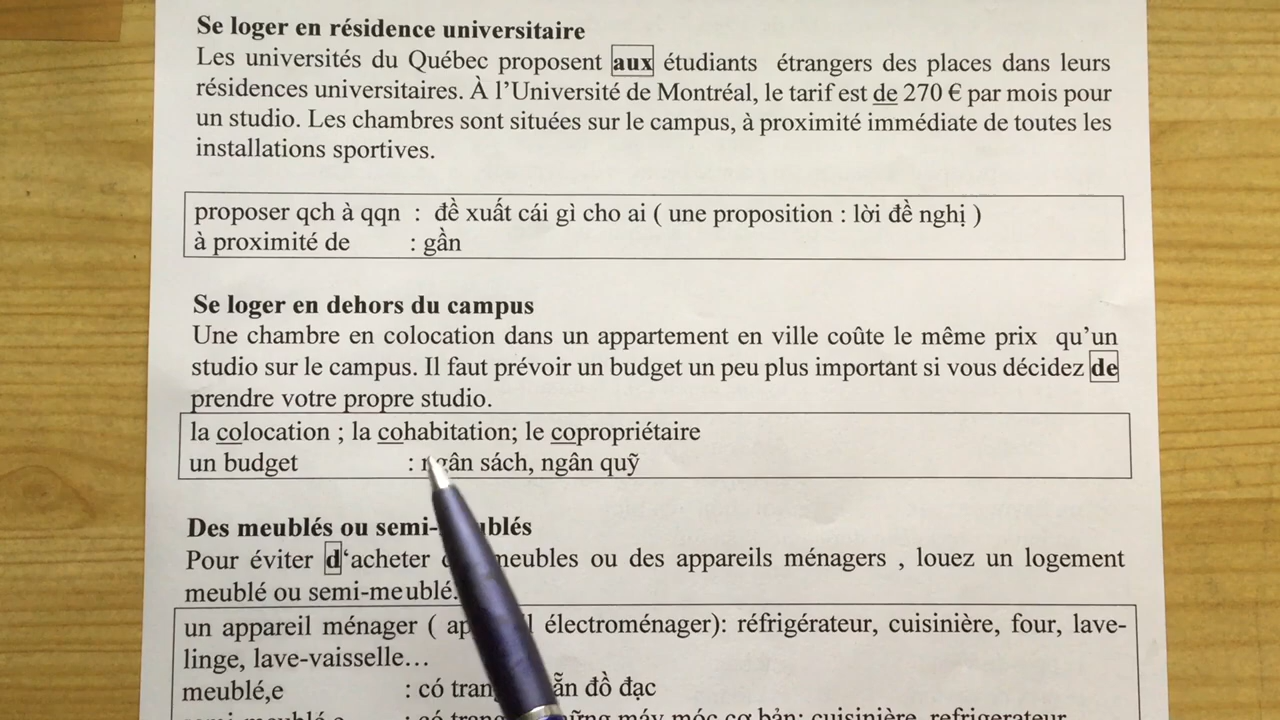 Se loger en résidence universitaire
Les universités du Québec proposent aux étudiants étrangers des places dans leurs
résidences universitaires. À l'Université de Montréal, le tarif est de 270 € par mois pour
un studio. Les chambres sont situées sur le campus, à proximité immédiate de toutes les
installations sportives.
proposer qch à qqn : đề xuất cái gì cho ai ( une proposition : lời đề nghị )
à proximité de : gần
Se loger en dehors du campus
Une chambre en colocation dans un appartement en ville coûte le même prix qu'un
studio sur le campus. Il faut prévoir un budget un peu plus important si vous décidez de
prendre votre propre studio.
la colocation ; la cohabitation; le copropriétaire
un budget : ngân sách, ngân quỹ
Des meublés ou
Pour éviter d'acheter meubles ou des appareils ménagers , louez un logement
meublé ou semi-meublé.
un appareil ménager ( électroménager): réfrigérateur, cuisinière, four, lave-
linge, lave-vaisselle…
meublé,e : có đồ đạc
máy móc cơ bản: cuisinière, refrigerateur